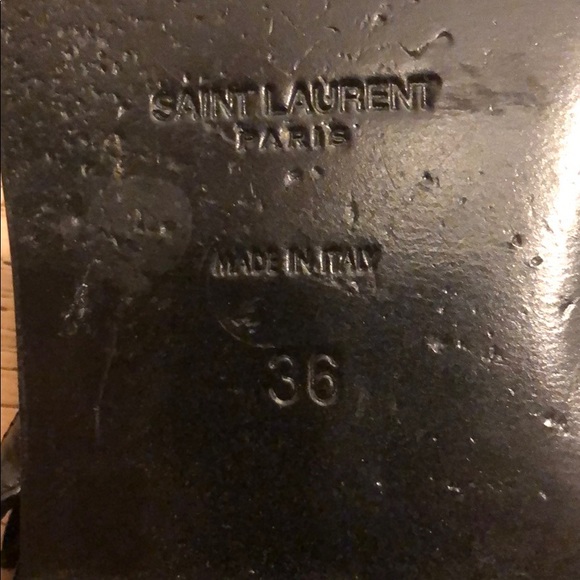 SAINT LAURENT
PARIS
MADE IN ITALY
36